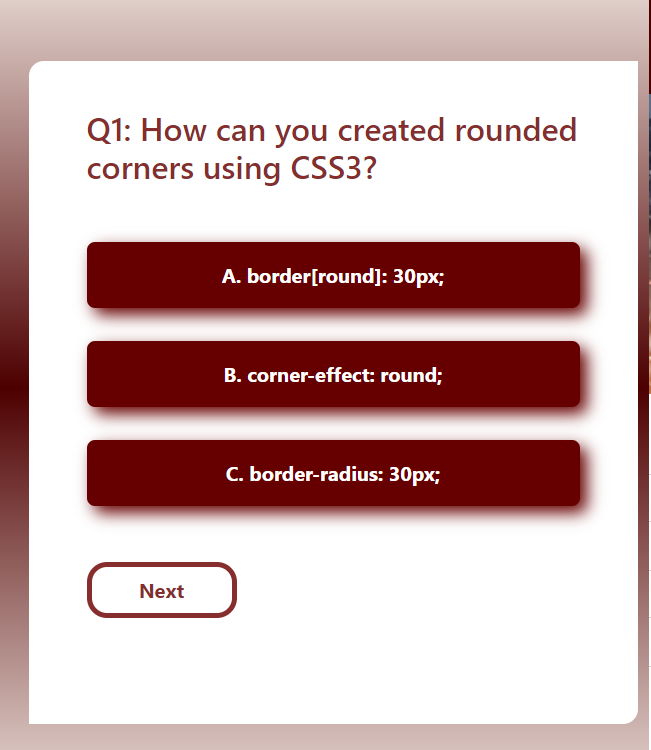 Q1: How can you created rounded
corners using CSS3?
A. border[round]: 30px;
B. corner-effect: round;
C. border-radius: 30px;
Next